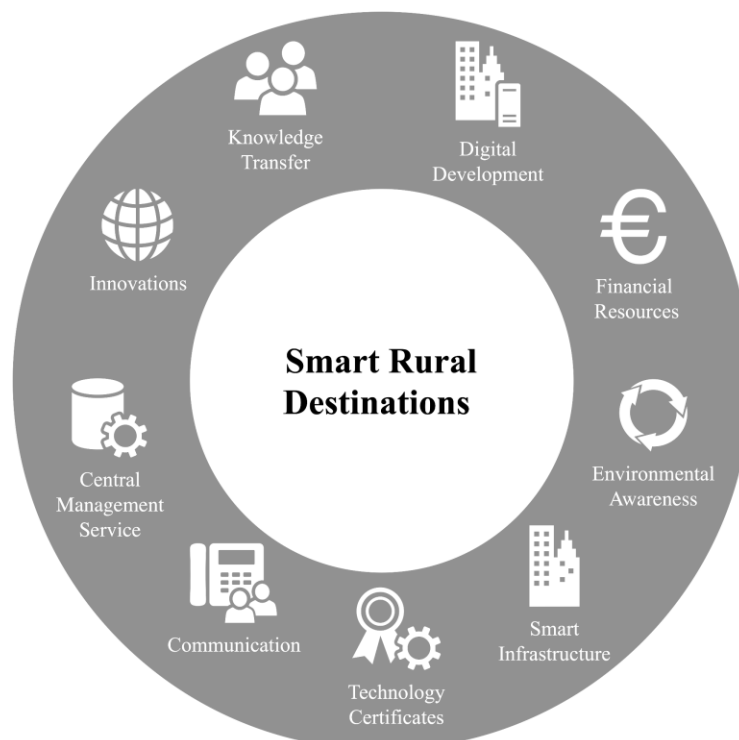 Knowledge
Transfer
Digital
Development
Innovations
Financial
Resources
Smart Rural
Destinations
Central
Management
Service
Environmental
Awareness
Communication
Smart
Infrastructure
Technology
Certificates